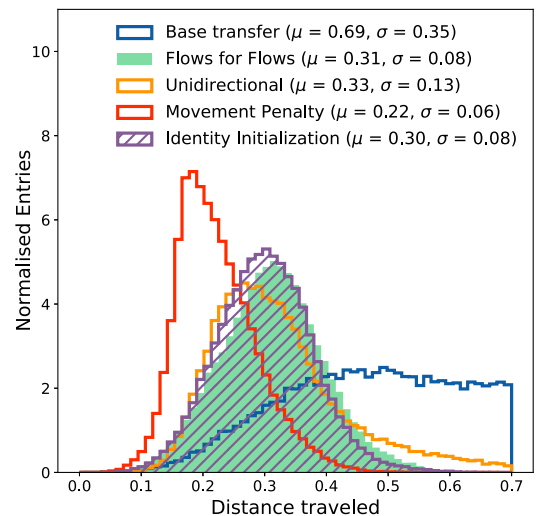 Base transfer (μ = 0.69, σ = 0.35)
Flows for Flows (μ = 0.31, σ = 0.08)
Unidirectional (μ = 0.33, σ = 0.13)
Movement Penalty (μ = 0.22, σ = 0.06)
Identity Initialization (μ = 0.30, σ = 0.08)
Normalised Entries
10
8
6
4
2
0
0.0 0.1 0.2 0.3 0.4 0.5 0.6 0.7
Distance traveled